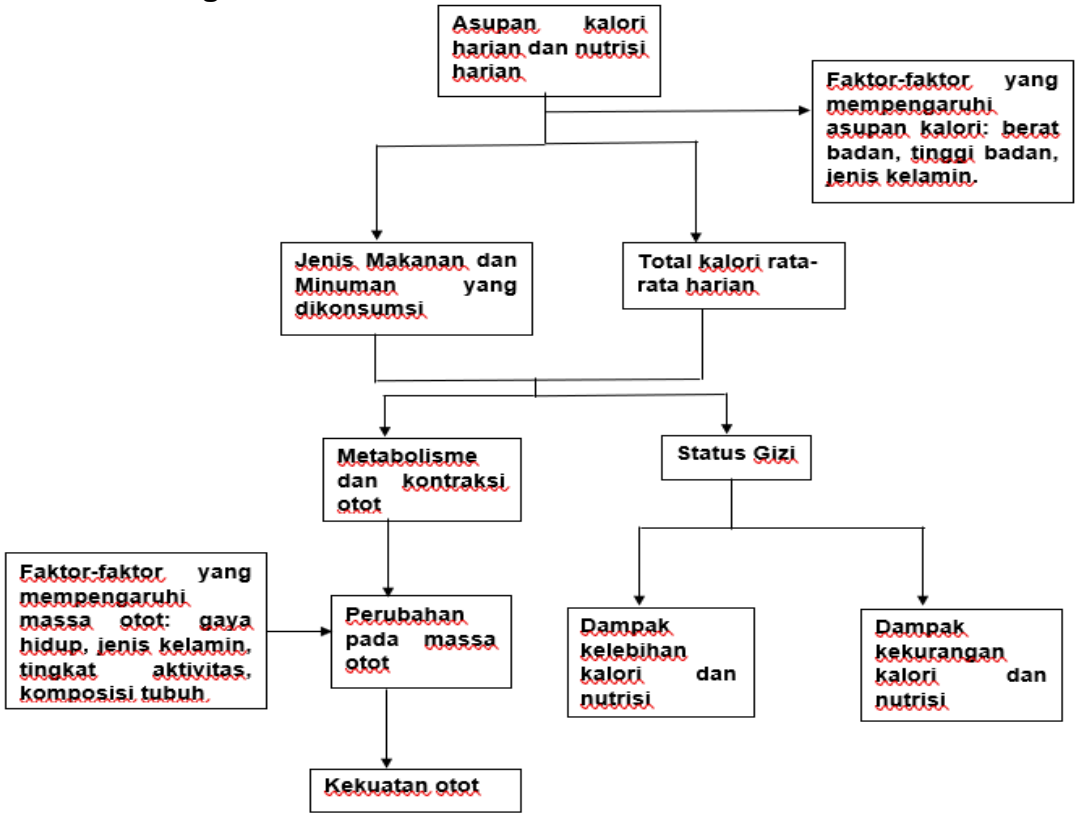 Asupan kalori
harian dan nutrisi
harian
Faktor-faktor yang
mempengaruhi
asupan kalori: berat
badan, tinggi badan,
jenis kelamin.
Jenis Makanan dan
Minuman yang
dikonsumsi
Total kalori rata-
rata harian
Metabolisme
dan kontraksi
otot
Status Gizi
Faktor-faktor yang
mempengaruhi
massa otot: gaya
hidup, jenis kelamin,
tingkat aktivitas,
komposisi tubuh
Perubahan
pada massa
otot
Dampak
kelebihan
kalori dan
nutrisi
Dampak
kekurangan
kalori dan
nutrisi
Kekuatan otot